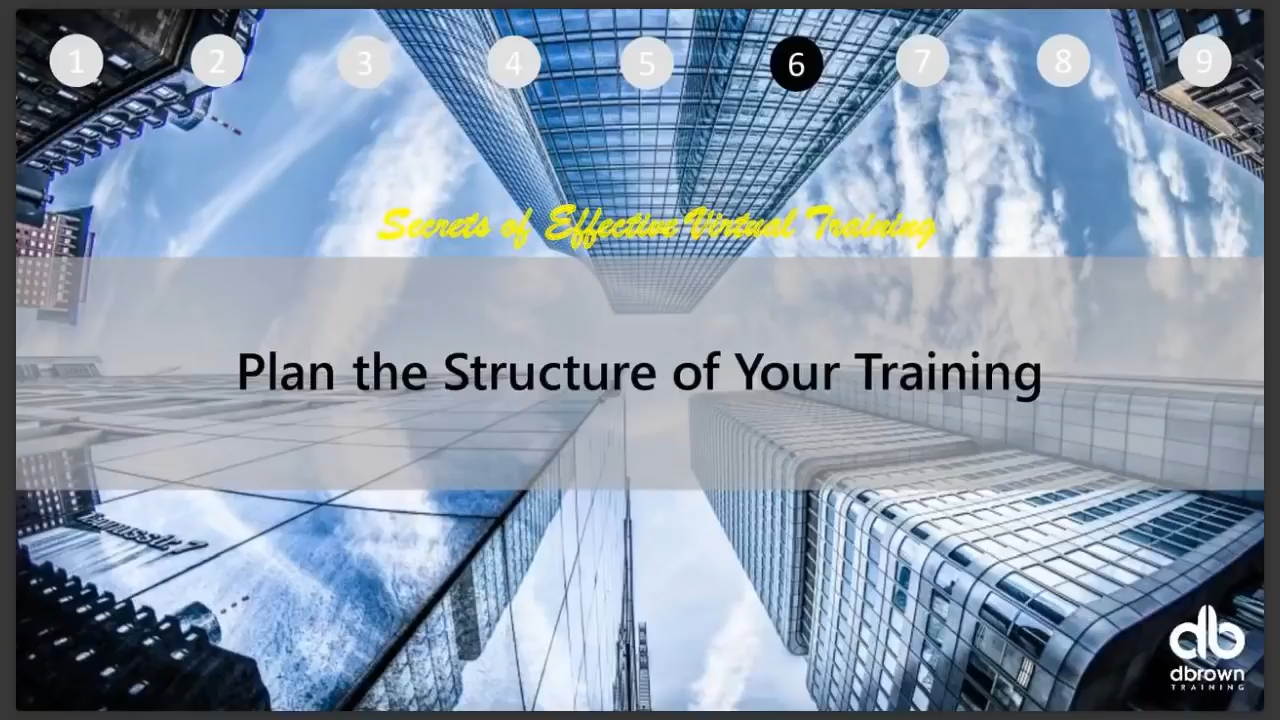 1 2 3 4 5 6 7 8 9
Secrets of Effective Virtual Training
Plan the Structure of Your Training
db
dbrown
TRAINING